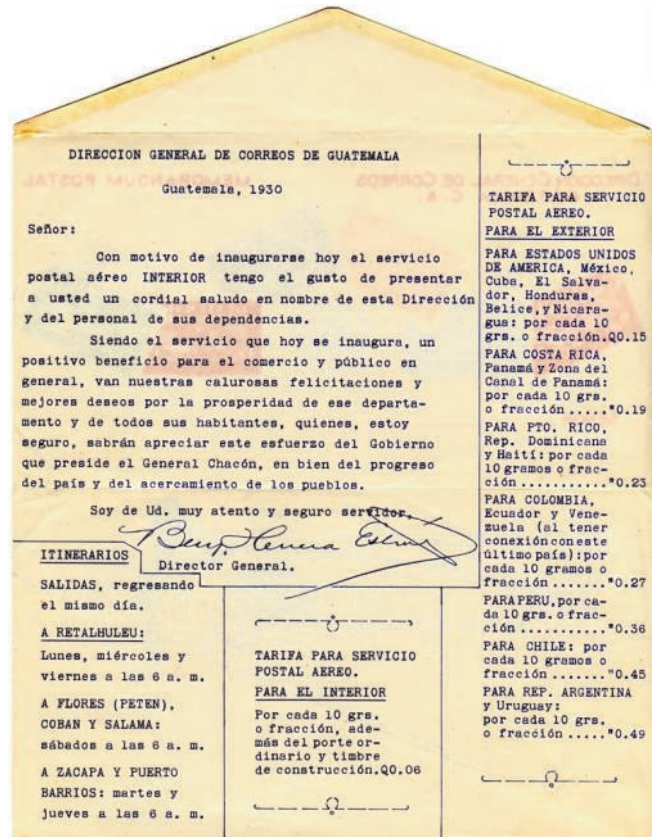 DIRECCION GENERAL DE CORREOS DE GUATEMALA
Guatemala, 1930
Señor:
Con motivo de inaugurarse hoy el servicio
postal aéreo INTERIOR tengo el gusto de presentar
a usted un cordial saludo en nombre de esta Dirección
y del personal de sus dependencias.
Siendo el servicio que hoy se inaugura, un
positivo beneficio para el comercio y público en
general, van nuestras calurosas felicitaciones y
mejores deseos por la prosperidad de ese departa-
mento y de todos sus habitantes, quienes, estoy
seguro, sabrán apreciar este esfuerzo del Gobierno
que preside el General Chacón, en bien del progreso
del país y del acercamiento de los pueblos.
Soy de Ud. muy atento y seguro servidor,
Director General.
ITINERARIOS
SALIDAS, regresando
el mismo día.
A RETALHULEU:
Lunes, miércoles y
viernes a las 6 a. m.
A FLORES (PETEN),
COBAN Y SALAMA:
sábados a las 6 a. m.
A ZACAPA Y PUERTO
BARRIOS: martes y
jueves a las 6 a. m.
TARIFA PARA SERVICIO
POSTAL AEREO.
PARA EL INTERIOR
Por cada 10 grs.
o fracción, ade-
más del porte or-
dinario y timbre
de construcción.Q0.06
TARIFA PARA SERVICIO
POSTAL AEREO.
PARA EL EXTERIOR
PARA ESTADOS UNIDOS
DE AMERICA, México,
Cuba, El Salva-
dor, Honduras,
Belice, y Nicara-
gua: por cada 10
grs. o fracción.Q0.15
PARA COSTA RICA,
Panamá y Zona del
Canal de Panamá:
por cada 10 grs.
o fracción ....."0.19
PARA PTO. RICO,
Rep. Dominicana
y Haití: por cada
10 gramos o frac-
ción ..........."0.23
PARA COLOMBIA,
Ecuador y Vene-
zuela (al tener
conexión con este
último país): por
cada 10 gramos o
fracción ......."0.27
PARA PERU, por ca-
da 10 grs. o frac-
ción ..........."0.36
PARA CHILE: por
cada 10 gramos o
fracción ......."0.45
PARA REP. ARGENTINA
y Uruguay:
por cada 10 grs.
o fracción ....."0.49